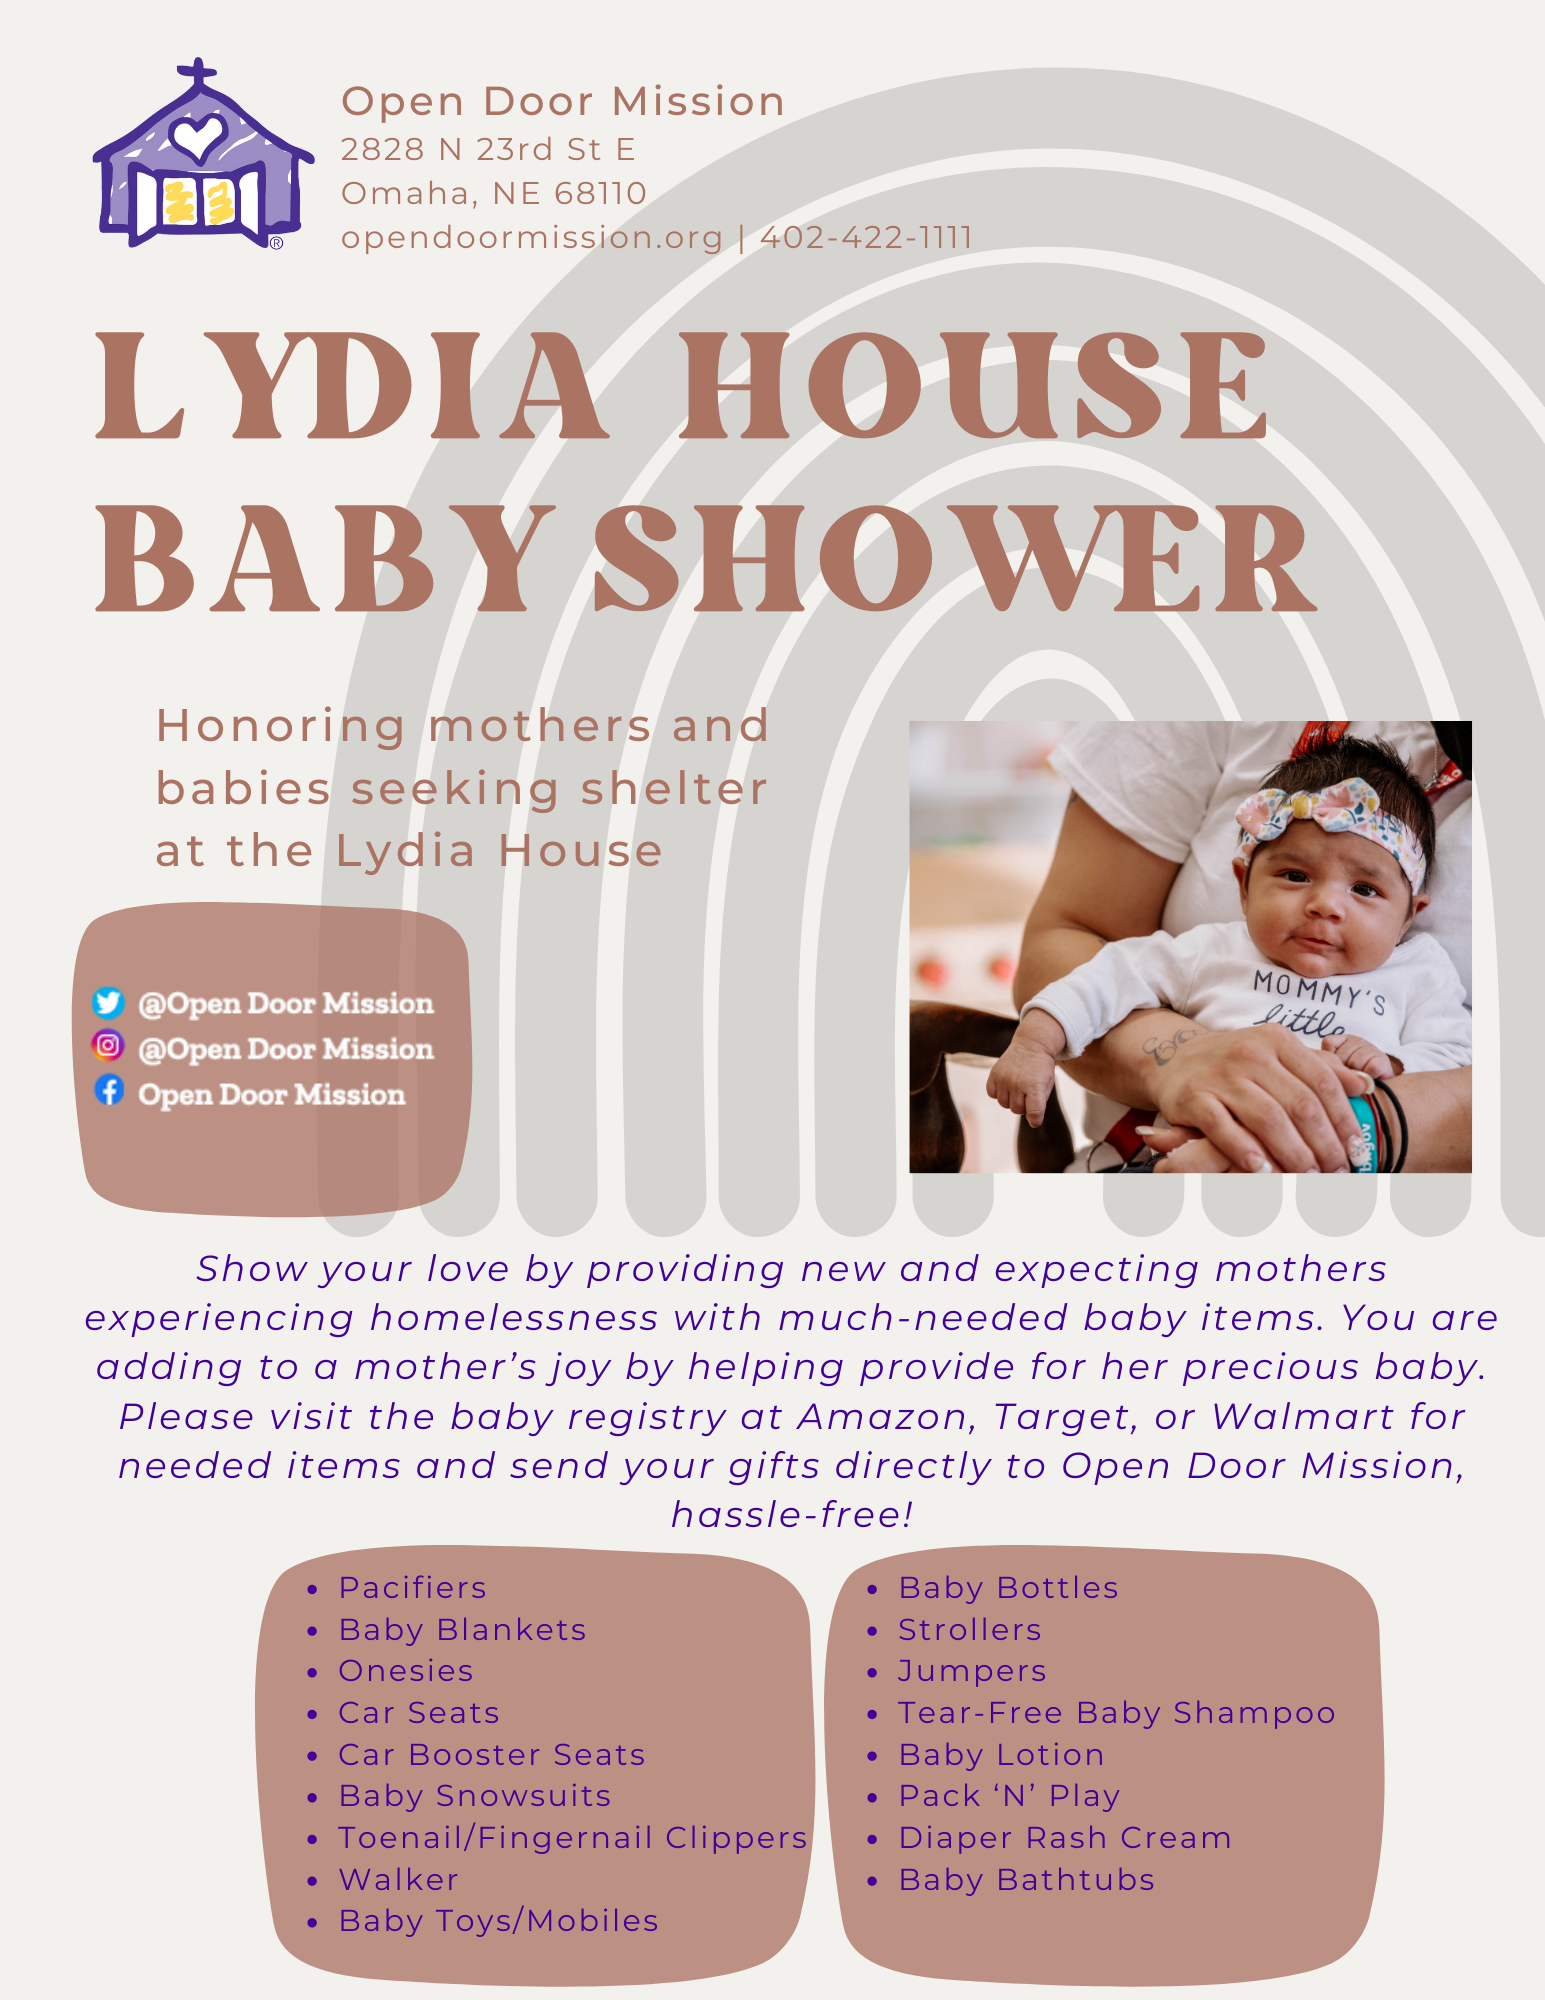 Open Door Mission
2828 N 23rd St E
Omaha, NE 68110
opendoormission.org | 402-422-1111
LYDIA HOUSE
BABY SHOWER
Honoring mothers and
babies seeking shelter
at the Lydia House
MOMMY'S
little
@Open Door Mission
@Open Door Mission
Open Door Mission
Show your love by providing new and expecting mothers
experiencing homelessness with much-needed baby items. You are
adding to a mother’s joy by helping provide for her precious baby.
Please visit the baby registry at Amazon, Target, or Walmart for
needed items and send your gifts directly to Open Door Mission,
hassle-free!
• Pacifiers
• Baby Blankets
• Onesies
• Car Seats
• Car Booster Seats
• Baby Snowsuits
• Toenail/Fingernail Clippers
• Walker
• Baby Toys/Mobiles
• Baby Bottles
• Strollers
• Jumpers
• Tear-Free Baby Shampoo
• Baby Lotion
• Pack ‘N’ Play
• Diaper Rash Cream
• Baby Bathtubs